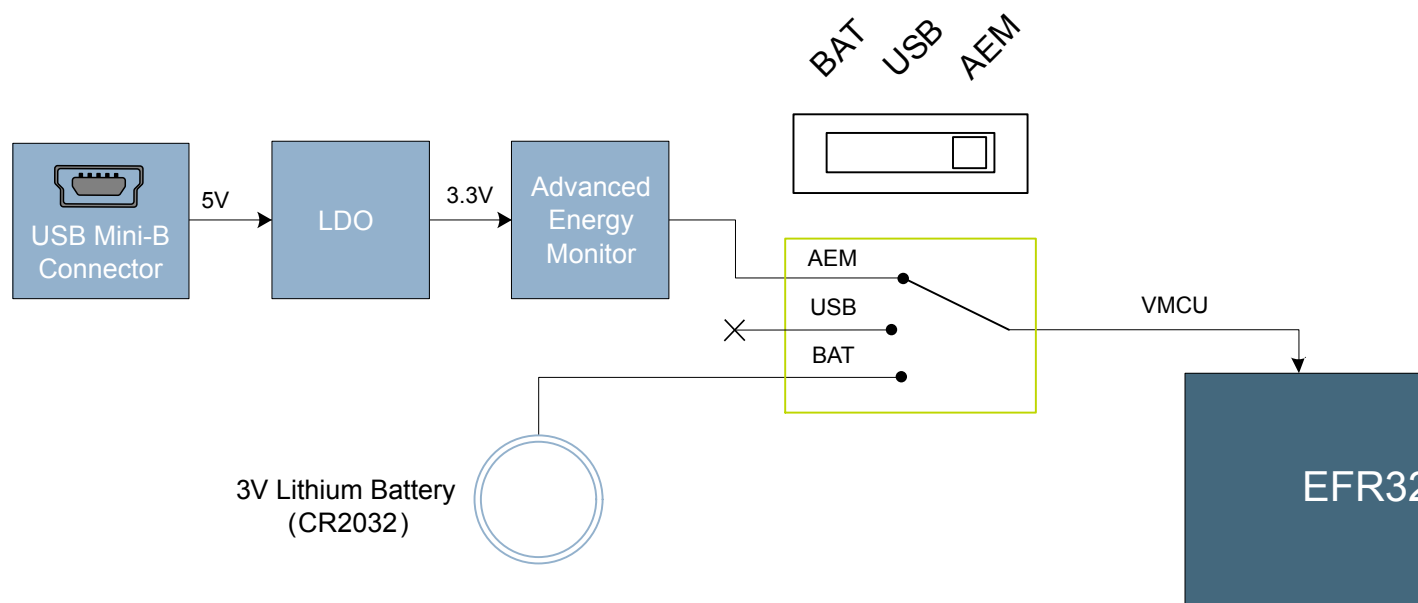 BAT USB AEM
USB Mini-B
Connector
5V
LDO
3.3V
Advanced
Energy
Monitor
AEM
USB
BAT
VMCU
3V Lithium Battery
(CR2032)
EFR32